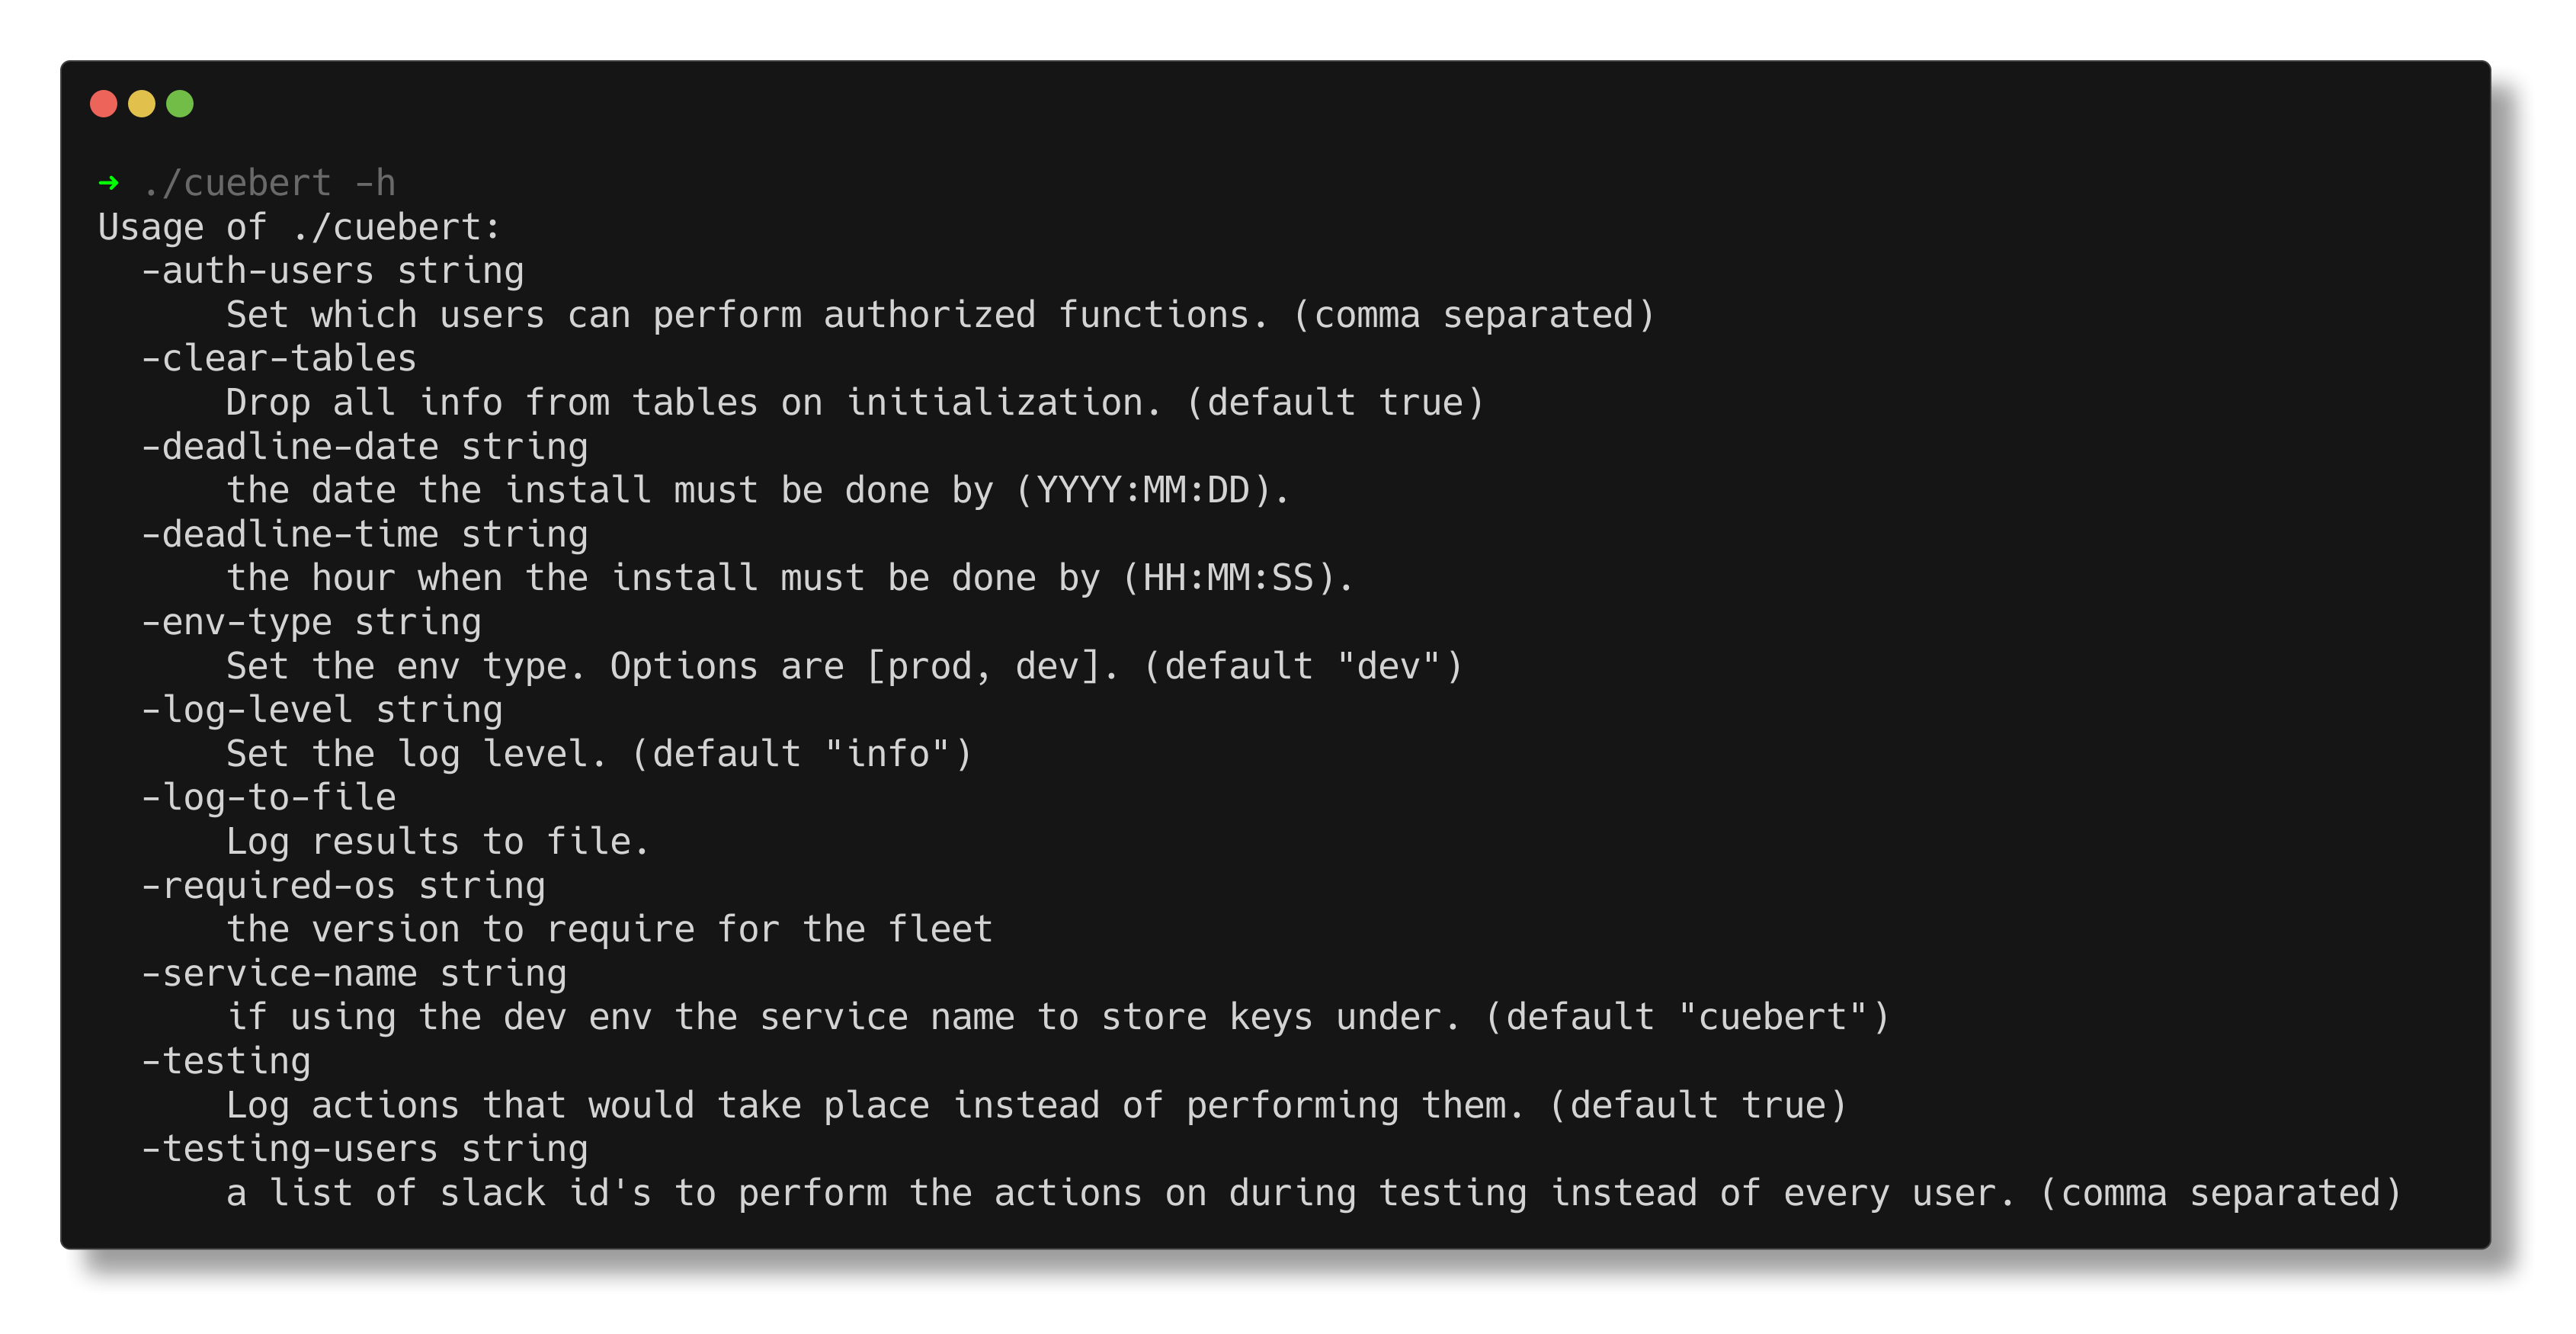 ➜ ./cuebert -h
Usage of ./cuebert:
  -auth-users string
      Set which users can perform authorized functions. (comma separated)
  -clear-tables
      Drop all info from tables on initialization. (default true)
  -deadline-date string
      the date the install must be done by (YYYY:MM:DD).
  -deadline-time string
      the hour when the install must be done by (HH:MM:SS).
  -env-type string
      Set the env type. Options are [prod, dev]. (default "dev")
  -log-level string
      Set the log level. (default "info")
  -log-to-file
      Log results to file.
  -required-os string
      the version to require for the fleet
  -service-name string
      if using the dev env the service name to store keys under. (default "cuebert")
  -testing
      Log actions that would take place instead of performing them. (default true)
  -testing-users string
      a list of slack id's to perform the actions on during testing instead of every user. (comma separated)